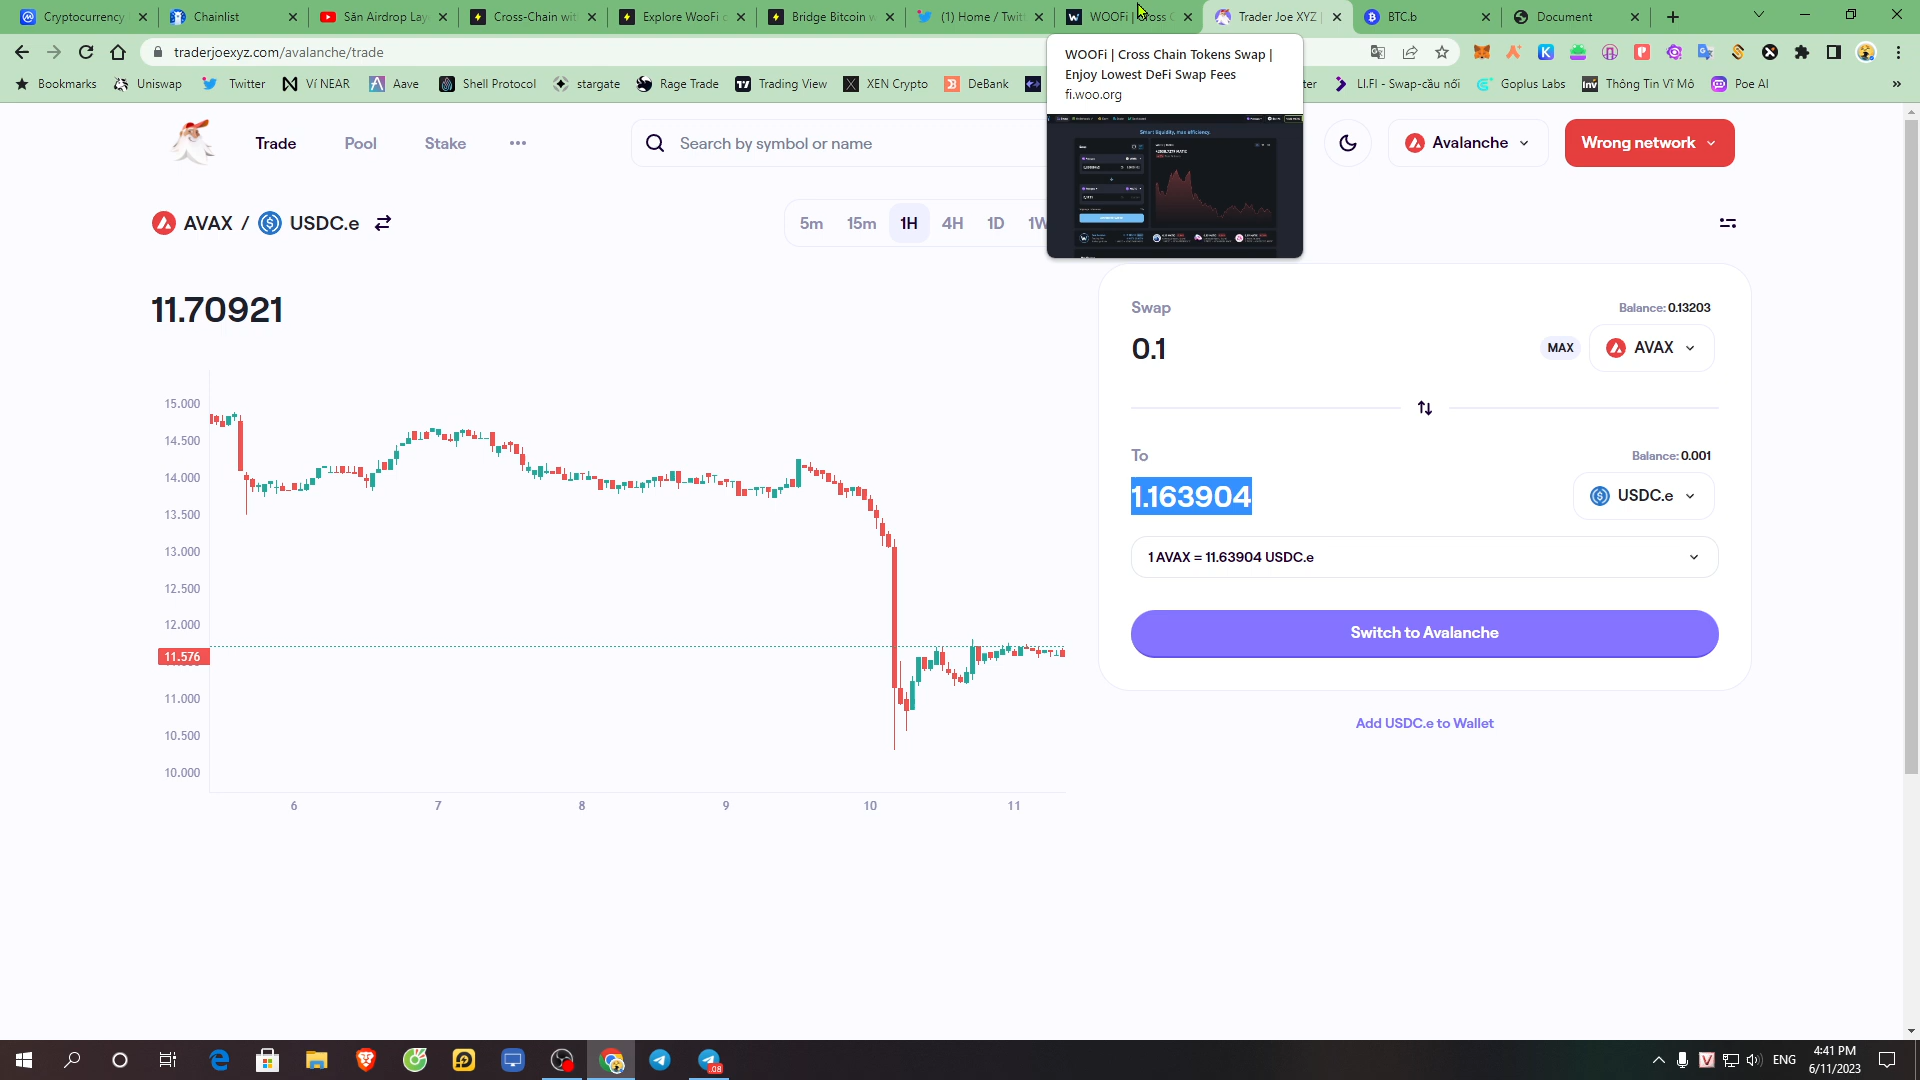 Cryptocurrency
Chainlist
Săn Airdrop Lay
Cross-Chain wit
Explore WooFi c
Bridge Bitcoin w
(1) Home / Twit
WOOFi | Cross C
Trader Joe XYZ |
BTC.b
Document
traderjoexyz.com/avalanche/trade
Bookmarks
Uniswap
Twitter
Ví NEAR
Aave
Shell Protocol
stargate
Rage Trade
Trading View
XEN Crypto
DeBank
ter
LI.FI - Swap-cầu nối
Goplus Labs
Thông Tin Vĩ Mô
Poe AI
WOOFi | Cross Chain Tokens Swap |
Enjoy Lowest DeFi Swap Fees
fi.woo.org
Smart liquidity, max efficiency
Trade
Pool
Stake
Search by symbol or name
Avalanche
Wrong network
AVAX / USDC.e
5m 15m 1H 4H 1D 1W
11.70921
15.000
14.500
14.000
13.500
13.000
12.500
12.000
11.576
11.000
10.500
10.000
6 7 8 9 10 11
Swap
Balance: 0.13203
0.1
MAX
AVAX
To
Balance: 0.001
1.163904
USDC.e
1 AVAX = 11.63904 USDC.e
Switch to Avalanche
Add USDC.e to Wallet
ENG
4:41 PM
6/11/2023